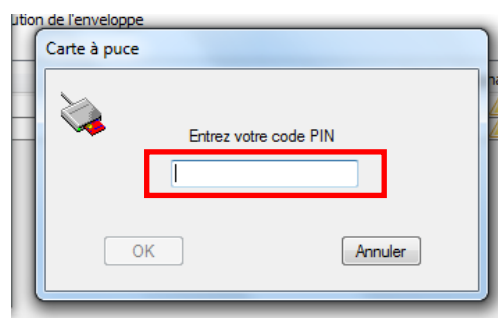 ution de l'enveloppe
Carte à puce
Entrez votre code PIN
OK
Annuler